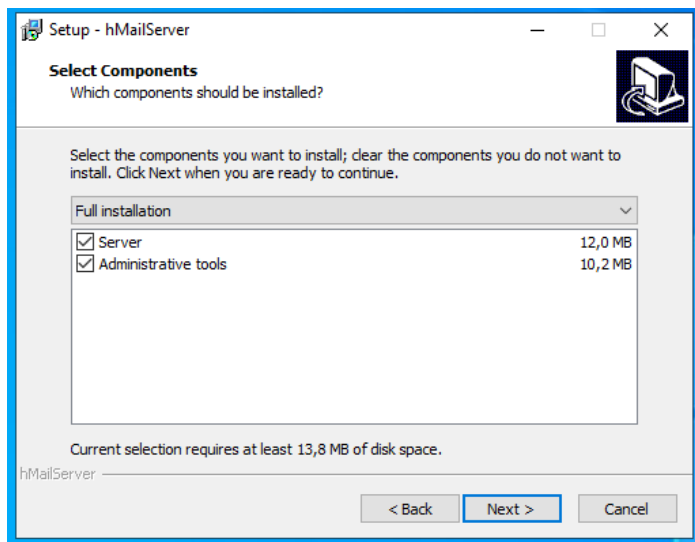 Setup - hMailServer
Select Components
Which components should be installed?
Select the components you want to install; clear the components you do not want to
install. Click Next when you are ready to continue.
Full installation
Server 12,0 MB
Administrative tools 10,2 MB
Current selection requires at least 13,8 MB of disk space.
hMailServer
< Back Next > Cancel